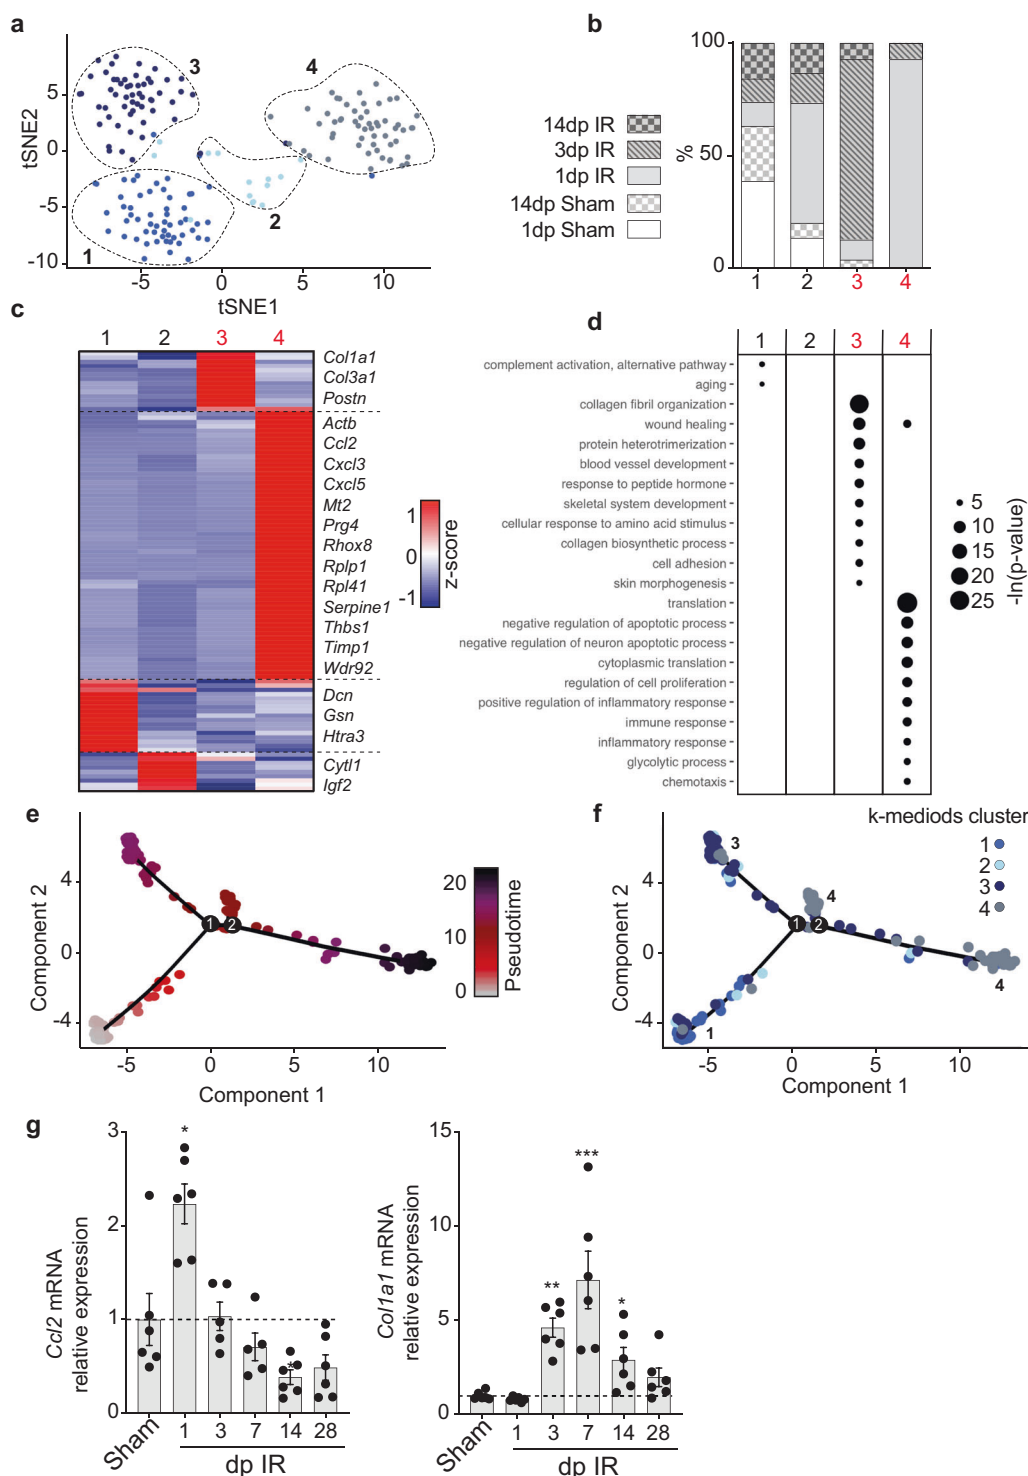 a
tSNE2
5
0
-5
-10
-5
0
5
10
tSNE1
3
4
1
2
b
14dp IR
3dp IR
1dp IR
14dp Sham
1dp Sham
%
100
50
0
1 2 3 4
c
1 2 3 4
Col1a1
Col3a1
Postn
Actb
Ccl2
Cxcl3
Cxcl5
Mt2
Prg4
Rhox8
Rplp1
Rpl41
Serpine1
Thbs1
Timp1
Wdr92
Dcn
Gsn
Htra3
Cytl1
Igf2
1
0
-1
z-score
d
1 2 3 4
complement activation, alternative pathway
aging
collagen fibril organization
wound healing
protein heterotrimerization
blood vessel development
response to peptide hormone
skeletal system development
cellular response to amino acid stimulus
collagen biosynthetic process
cell adhesion
skin morphogenesis
translation
negative regulation of apoptotic process
negative regulation of neuron apoptotic process
cytoplasmic translation
regulation of cell proliferation
positive regulation of inflammatory response
immune response
inflammatory response
glycolytic process
chemotaxis
5
10
15
20
25
-ln(p-value)
e
Component 2
4
0
-4
-5 0 5 10
Component 1
1 2
20
10
0
Pseudotime
f
k-mediods cluster
1
2
3
4
Component 2
4
0
-4
-5 0 5 10
Component 1
3
4
1 2
4
1
g
Ccl2 mRNA
relative expression
3
2
1
0
*
*
Sham 1 3 7 14 28
dp IR
Col1a1 mRNA
relative expression
15
10
5
0
**
***
*
Sham 1 3 7 14 28
dp IR